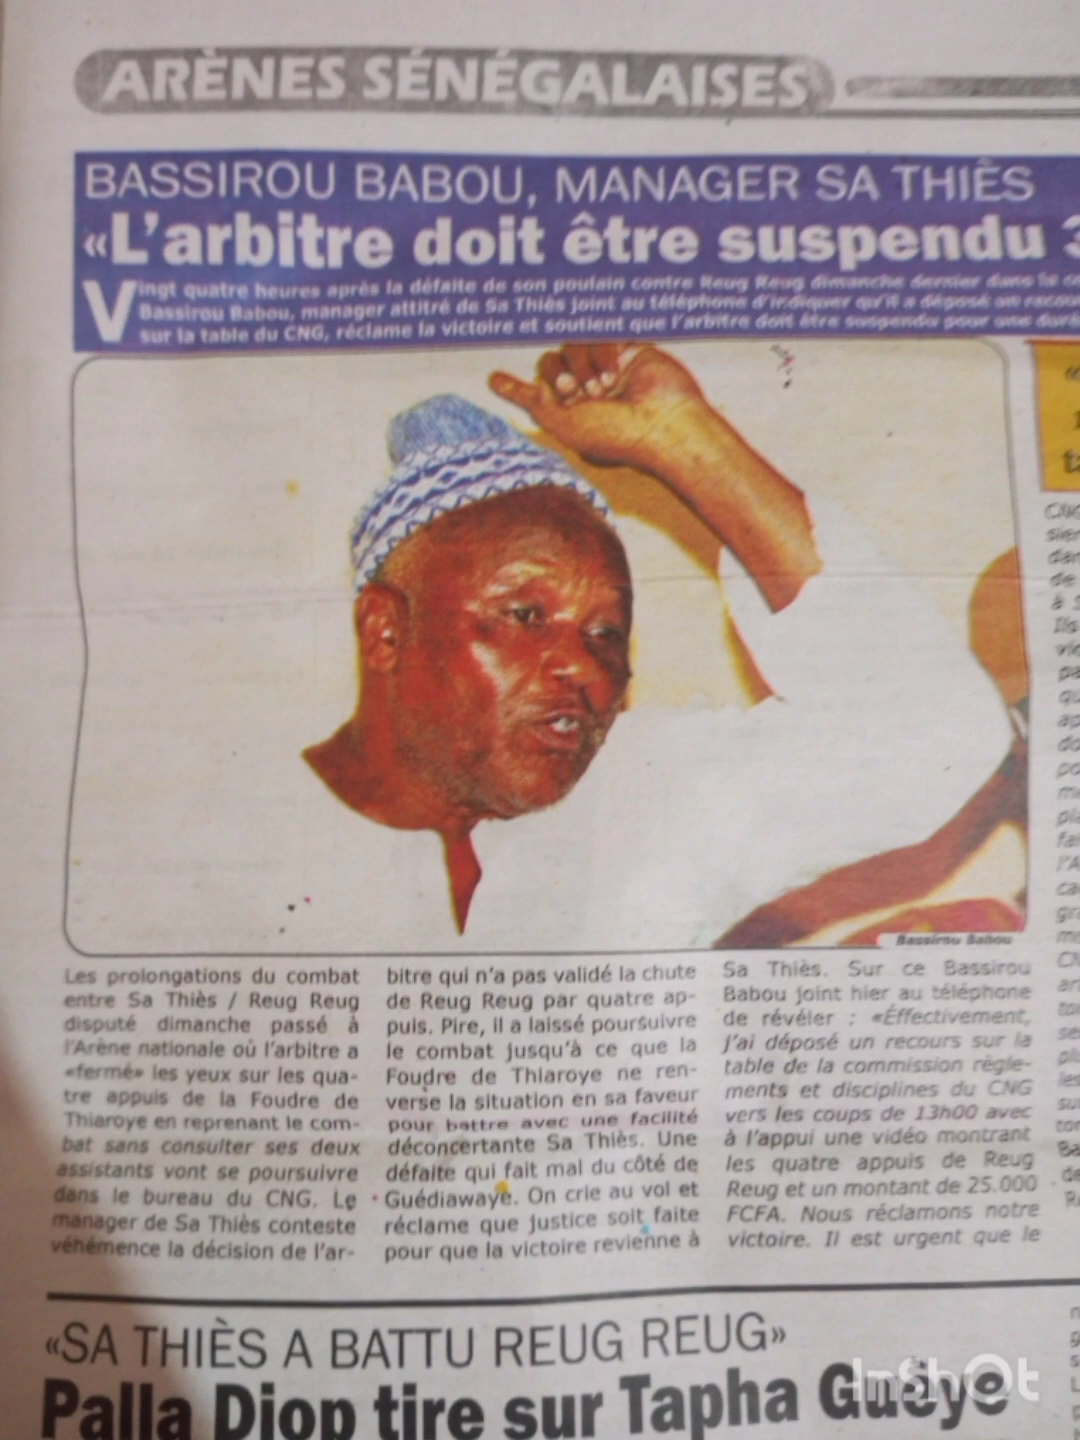 ARÈNES SÉNÉGALAISES
BASSIROU BABOU, MANAGER SA THIÈS
«L'arbitre doit être suspendu 3
Vingt quatre heures après la défaite de son poulain contre Reug Reug dimanche dernier dans le
Bassirou Babou, manager attitré de Sa Thiès joint au téléphone d'indiquer qu'il a déposé un
sur la table du CNG, réclame la victoire et soutient que l'arbitre doit être suspendu pour une
Bassirou Babou
Les prolongations du combat
entre Sa Thiès / Reug Reug
disputé dimanche passé à
l'Arène nationale où l'arbitre a
«fermé» les yeux sur les qua-
tre appuis de la Foudre de
Thiaroye en reprenant le com-
bat sans consulter ses deux
assistants vont se poursuivre
dans le bureau du CNG. Le
manager de Sa Thiès conteste
véhémence la décision de l'ar-
bitre qui n'a pas validé la chute
de Reug Reug par quatre ap-
puis. Pire, il a laissé poursuivre
le combat jusqu'à ce que la
Foudre de Thiaroye ne ren-
verse la situation en sa faveur
pour battre avec une facilité
déconcertante Sa Thiès. Une
défaite qui fait mal du côté de
Guédiawaye. On crie au vol et
réclame que justice soit faite
pour que la victoire revienne à
Sa Thiès. Sur ce Bassirou
Babou joint hier au téléphone
de révéler : «Éffectivement,
j'ai déposé un recours sur la
table de la commission règle-
ments et disciplines du CNG
vers les coups de 13h00 avec
à l'appui une vidéo montrant
les quatre appuis de Reug
Reug et un montant de 25.000
FCFA. Nous réclamons notre
victoire. Il est urgent que le
«SA THIÈS A BATTU REUG REUG»
Palla Diop tire sur Tapha Guèye
InShOt